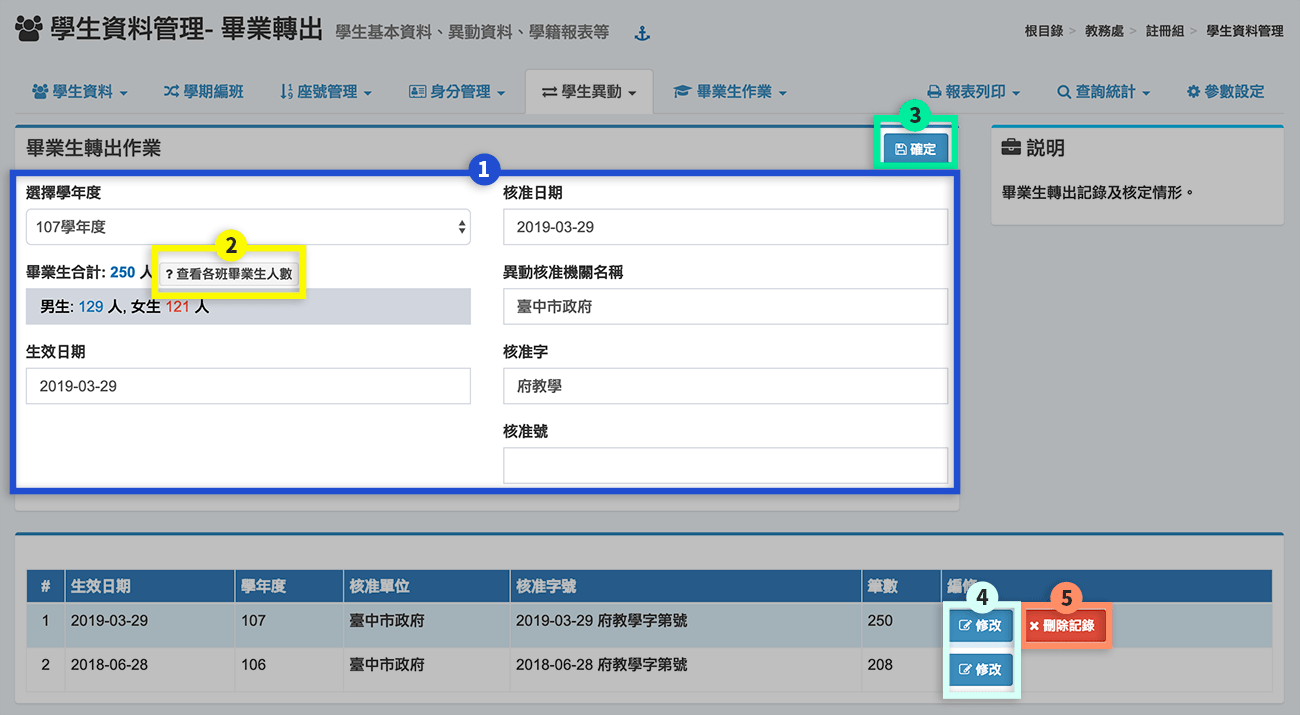 學生資料管理- 畢業轉出 學生基本資料、異動資料、學籍報表等
根目錄 > 教務處 > 註冊組 > 學生資料管理
學生資料 學期編班 座號管理 身分管理 學生異動 畢業生作業 報表列印 查詢統計 參數設定
畢業生轉出作業
3
確定
說明
畢業生轉出記錄及核定情形。
1
選擇學年度
107學年度
2
畢業生合計: 250 人 ? 查看各班畢業生人數
男生: 129 人, 女生 121 人
生效日期
2019-03-29
核准日期
2019-03-29
異動核准機關名稱
臺中市政府
核准字
府教學
核准號
# 生效日期 學年度 核准單位 核准字號 筆數 編修
4
5
1 2019-03-29 107 臺中市政府 2019-03-29 府教學字第號 250 修改 刪除記錄
2 2018-06-28 106 臺中市政府 2018-06-28 府教學字第號 208 修改